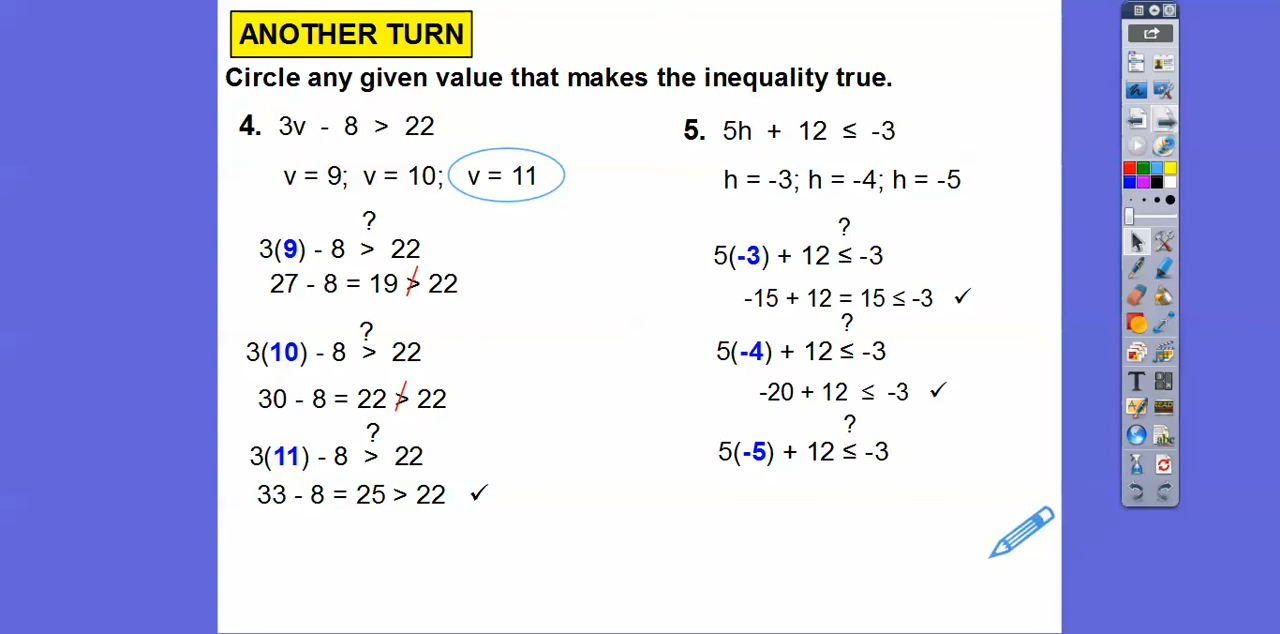 ANOTHER TURN
Circle any given value that makes the inequality true.
4. 3v - 8 > 22
v = 9; v = 10; v = 11
?
3(9) - 8 > 22
27 - 8 = 19 ≯ 22
?
3(10) - 8 > 22
30 - 8 = 22 ≯ 22
?
3(11) - 8 > 22
33 - 8 = 25 > 22 ✓
5. 5h + 12 ≤ -3
h = -3; h = -4; h = -5
?
5(-3) + 12 ≤ -3
-15 + 12 = 15 ≤ -3 ✓
?
5(-4) + 12 ≤ -3
-20 + 12 ≤ -3 ✓
?
5(-5) + 12 ≤ -3